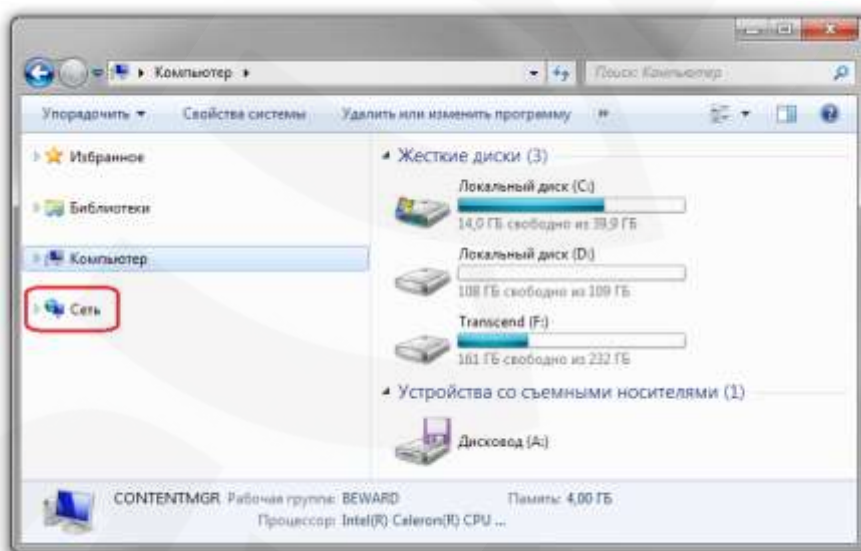 Компьютер
Поиск: Компьютер
Упорядочить
Свойства системы
Удалить или изменить программу
»
Избранное
Библиотеки
Компьютер
Сеть
Жесткие диски (3)
Локальный диск (C:)
14,0 ГБ свободно из 39,9 ГБ
Локальный диск (D:)
108 ГБ свободно из 109 ГБ
Transcend (F:)
161 ГБ свободно из 232 ГБ
Устройства со съемными носителями (1)
Дисковод (A:)
CONTENTMGR Рабочая группа: BEWARD Память: 4,00 ГБ
Процессор: Intel(R) Celeron(R) CPU ...